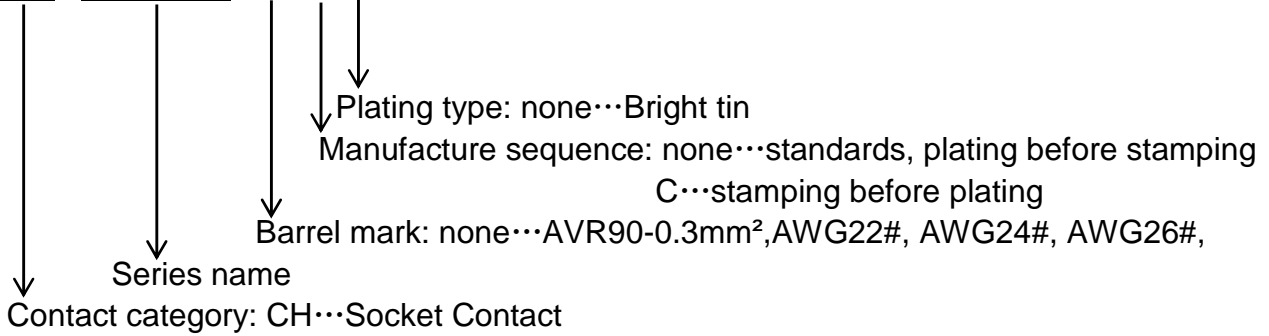 Plating type: none···Bright tin
Manufacture sequence: none···standards, plating before stamping
C···stamping before plating
Barrel mark: none···AVR90-0.3mm²,AWG22#, AWG24#, AWG26#,
Series name
Contact category: CH···Socket Contact